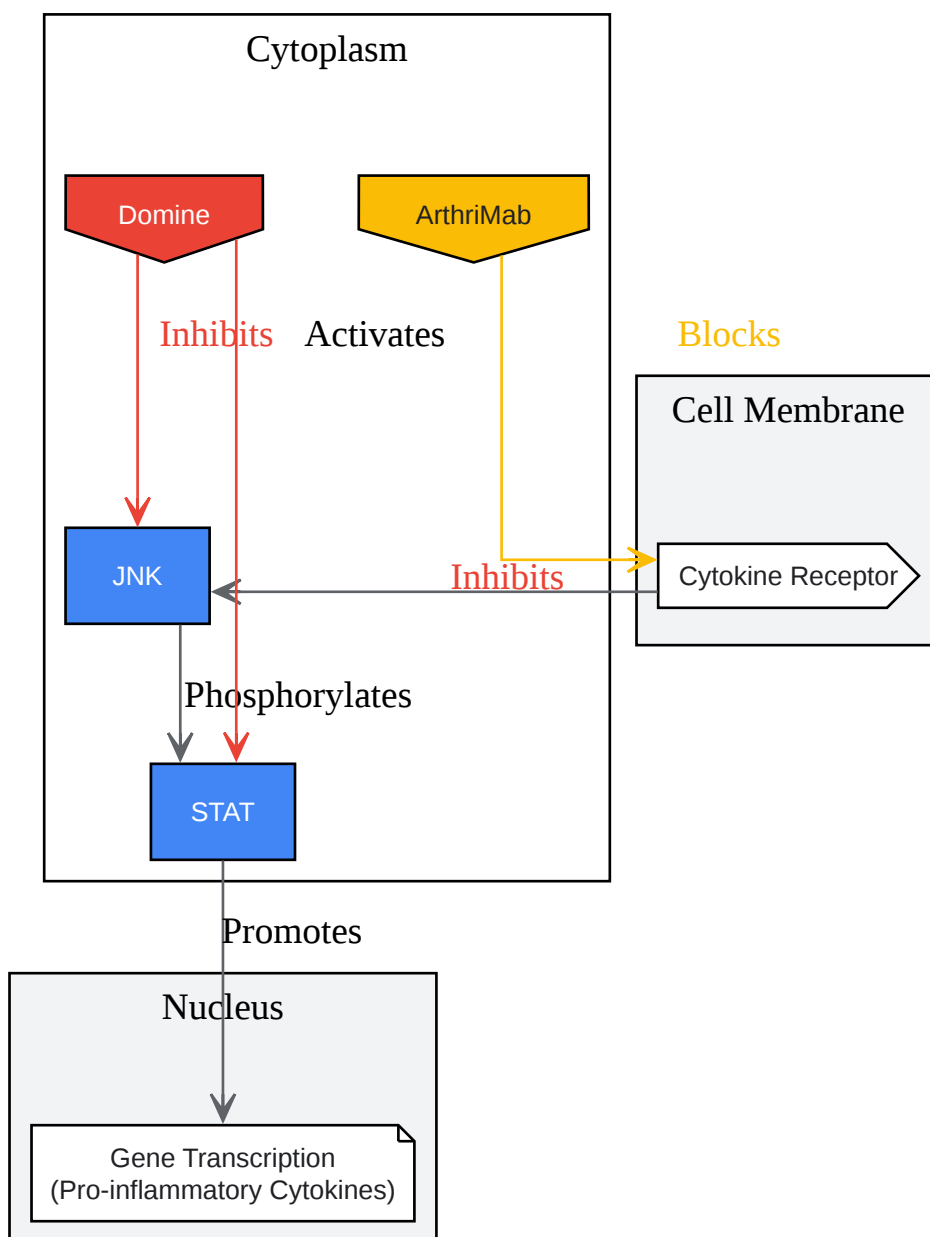 Cytoplasm
Domine
ArthriMab
Inhibits
Activates
Blocks
Cell Membrane
JNK
Inhibits
Cytokine Receptor
Phosphorylates
STAT
Promotes
Nucleus
Gene Transcription
(Pro-inflammatory Cytokines)